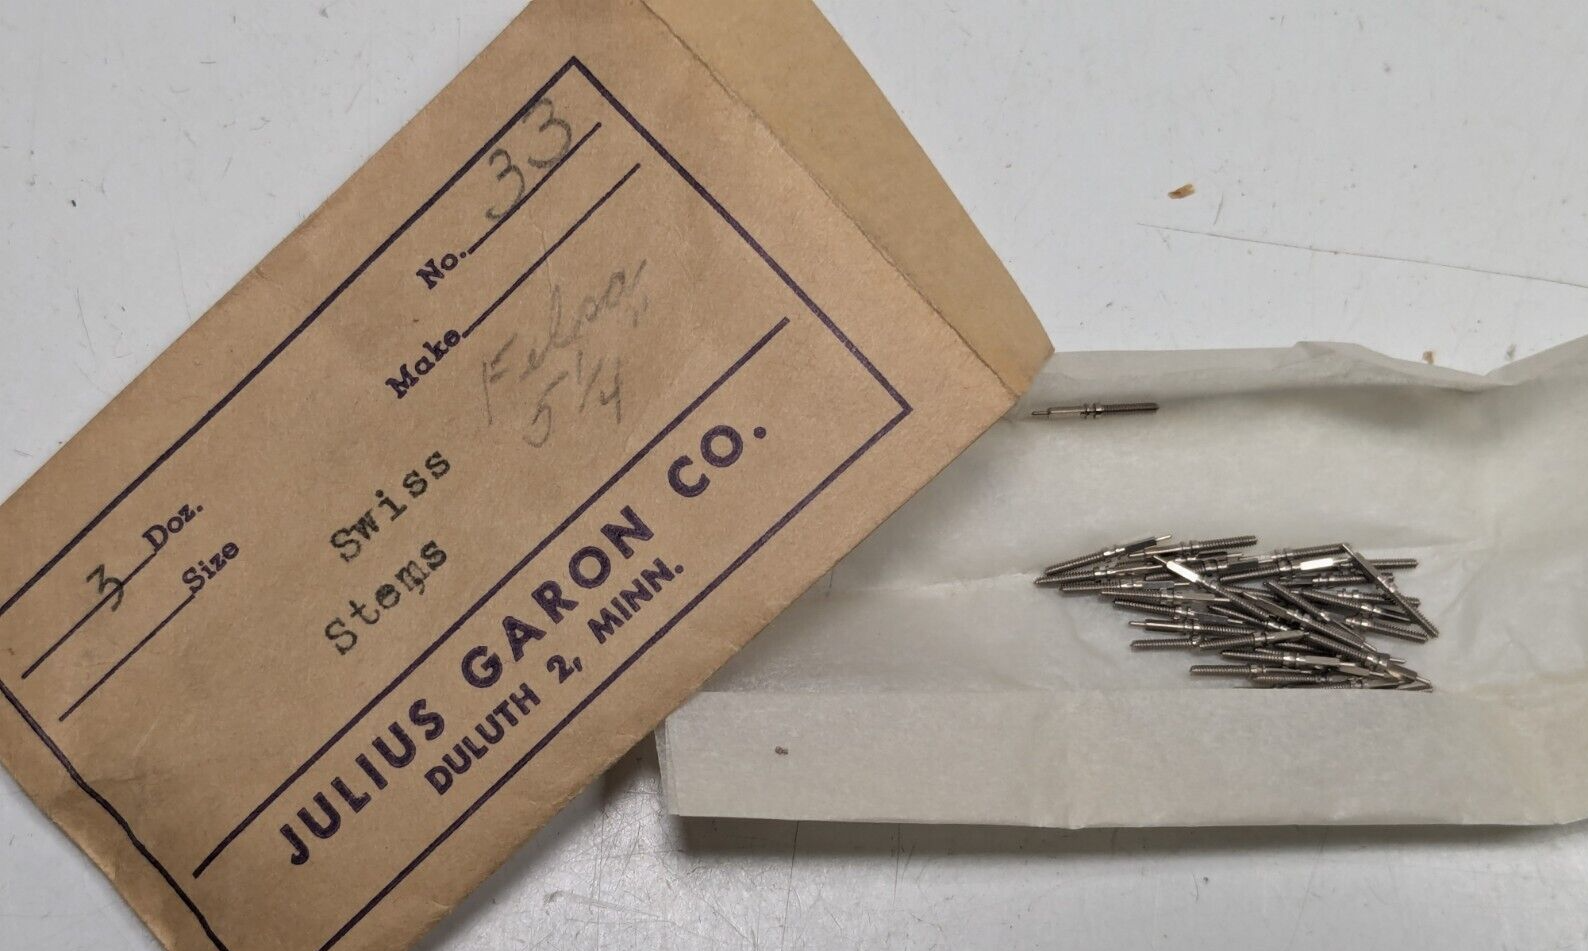 No. 33
Make
Felsa
5 1/4"
3 Doz.
Size
Swiss
Stems
JULIUS GARON CO.
DULUTH 2, MINN.